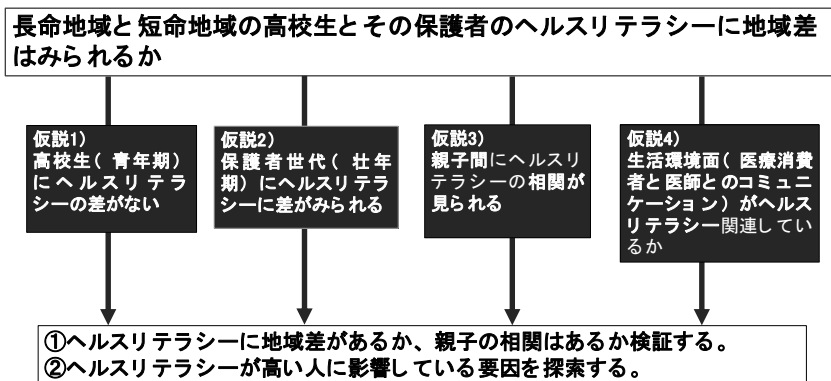 長命地域と短命地域の高校生とその保護者のヘルスリテラシーに地域差
はみられるか
仮説1)
高校生(青年期)
にヘルスリテラ
シーの差がない
仮説2)
保護者世代(壮年
期)にヘルスリテラ
シーに差がみられる
仮説3)
親子間にヘルスリ
テラシーの相関が
見られる
仮説4)
生活環境面(医療消費
者と医師とのコミュニ
ケーション)がヘルス
リテラシー関連してい
るか
①ヘルスリテラシーに地域差があるか、親子の相関はあるか検証する。
②ヘルスリテラシーが高い人に影響している要因を探索する。